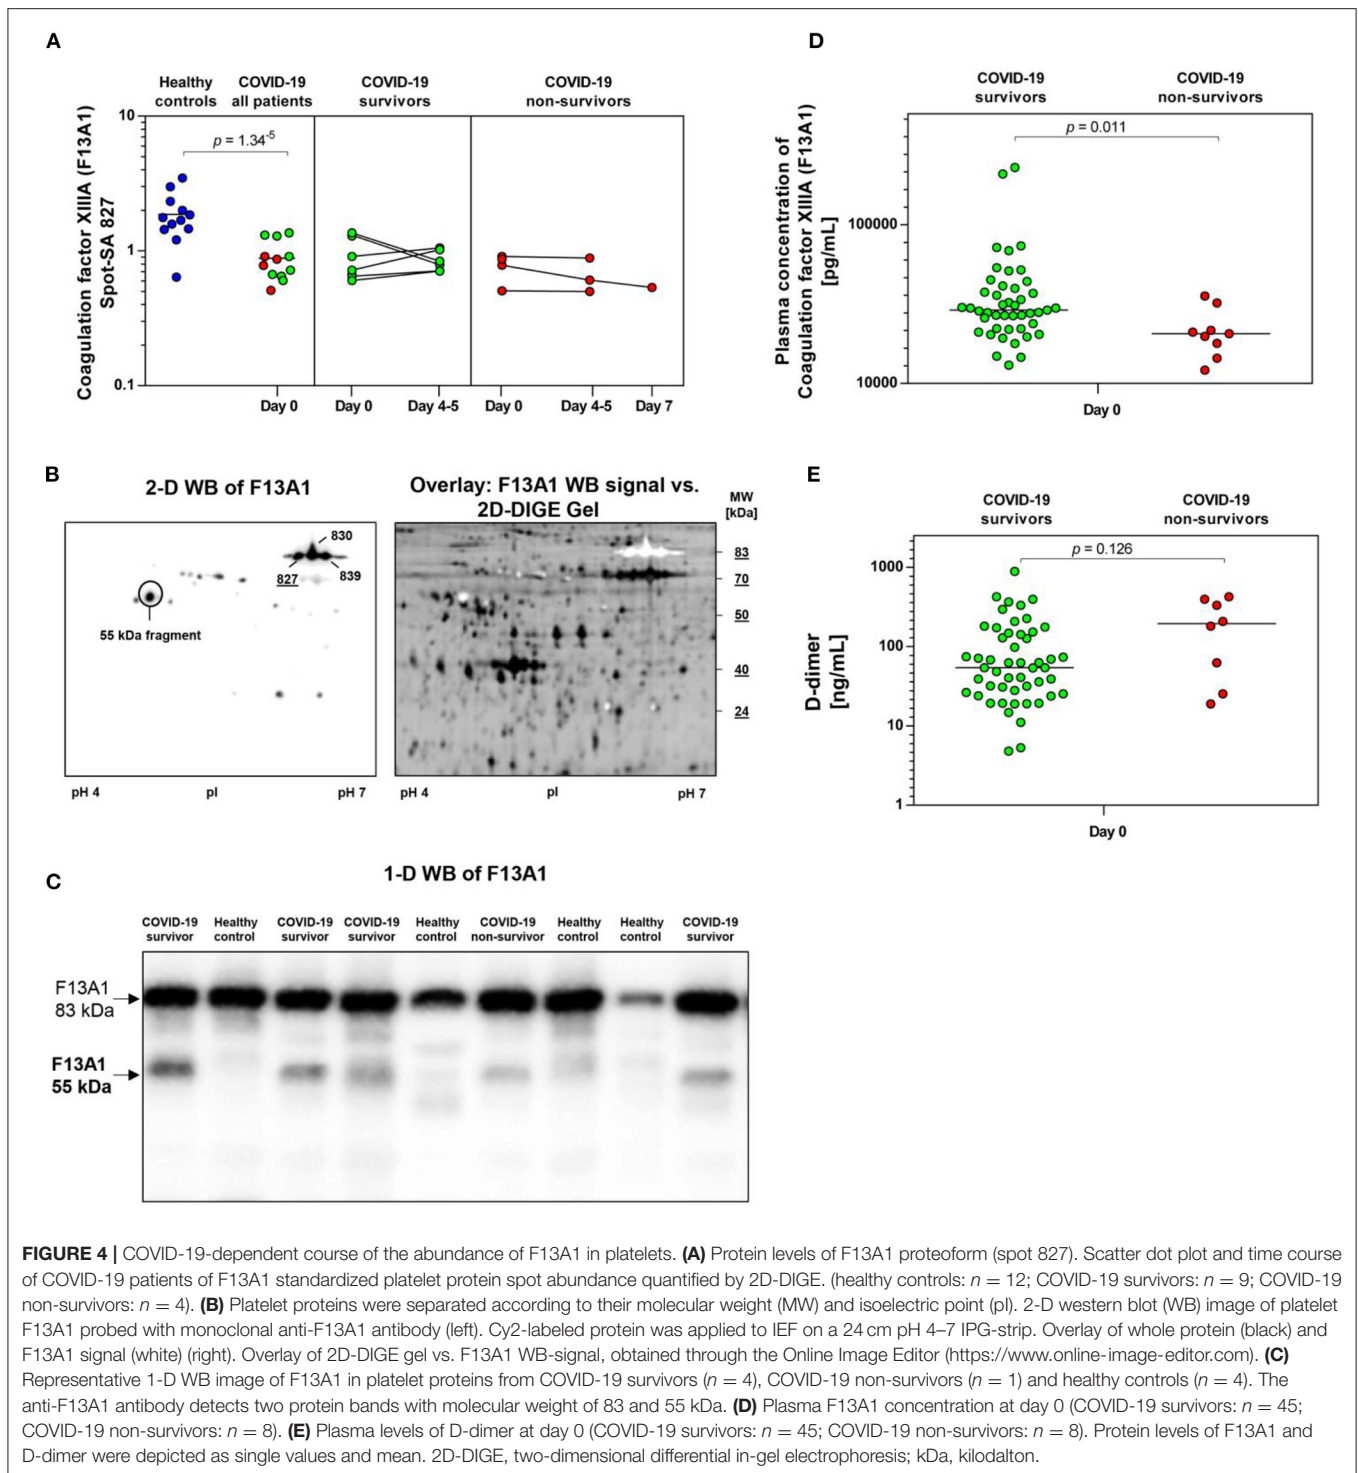 A
Healthy controls
COVID-19 all patients
COVID-19 survivors
COVID-19 non-survivors
p = 1.34-5
Coagulation factor XIIIA (F13A1)
Spot-SA 827
10
1
0.1
Day 0
Day 0
Day 4-5
Day 0
Day 4-5
Day 7
D
COVID-19 survivors
COVID-19 non-survivors
p = 0.011
Plasma concentration of
Coagulation factor XIIIA (F13A1)
[pg/mL]
100000
10000
Day 0
B
2-D WB of F13A1
830
827
839
55 kDa fragment
pH 4
pI
pH 7
Overlay: F13A1 WB signal vs.
2D-DIGE Gel
MW
[kDa]
83
70
50
40
24
pH 4
pI
pH 7
E
COVID-19 survivors
COVID-19 non-survivors
p = 0.126
D-dimer
[ng/mL]
1000
100
10
1
Day 0
C
1-D WB of F13A1
COVID-19 survivor
Healthy control
COVID-19 survivor
COVID-19 survivor
Healthy control
COVID-19 non-survivor
Healthy control
Healthy control
COVID-19 survivor
F13A1
83 kDa
F13A1
55 kDa
FIGURE 4 | COVID-19-dependent course of the abundance of F13A1 in platelets. (A) Protein levels of F13A1 proteoform (spot 827). Scatter dot plot and time course
of COVID-19 patients of F13A1 standardized platelet protein spot abundance quantified by 2D-DIGE. (healthy controls: n = 12; COVID-19 survivors: n = 9; COVID-19
non-survivors: n = 4). (B) Platelet proteins were separated according to their molecular weight (MW) and isoelectric point (pI). 2-D western blot (WB) image of platelet
F13A1 probed with monoclonal anti-F13A1 antibody (left). Cy2-labeled protein was applied to IEF on a 24 cm pH 4–7 IPG-strip. Overlay of whole protein (black) and
F13A1 signal (white) (right). Overlay of 2D-DIGE gel vs. F13A1 WB-signal, obtained through the Online Image Editor (https://www.online-image-editor.com). (C)
Representative 1-D WB image of F13A1 in platelet proteins from COVID-19 survivors (n = 4), COVID-19 non-survivors (n = 1) and healthy controls (n = 4). The
anti-F13A1 antibody detects two protein bands with molecular weight of 83 and 55 kDa. (D) Plasma F13A1 concentration at day 0 (COVID-19 survivors: n = 45;
COVID-19 non-survivors: n = 8). (E) Plasma levels of D-dimer at day 0 (COVID-19 survivors: n = 45; COVID-19 non-survivors: n = 8). Protein levels of F13A1 and
D-dimer were depicted as single values and mean. 2D-DIGE, two-dimensional differential in-gel electrophoresis; kDa, kilodalton.